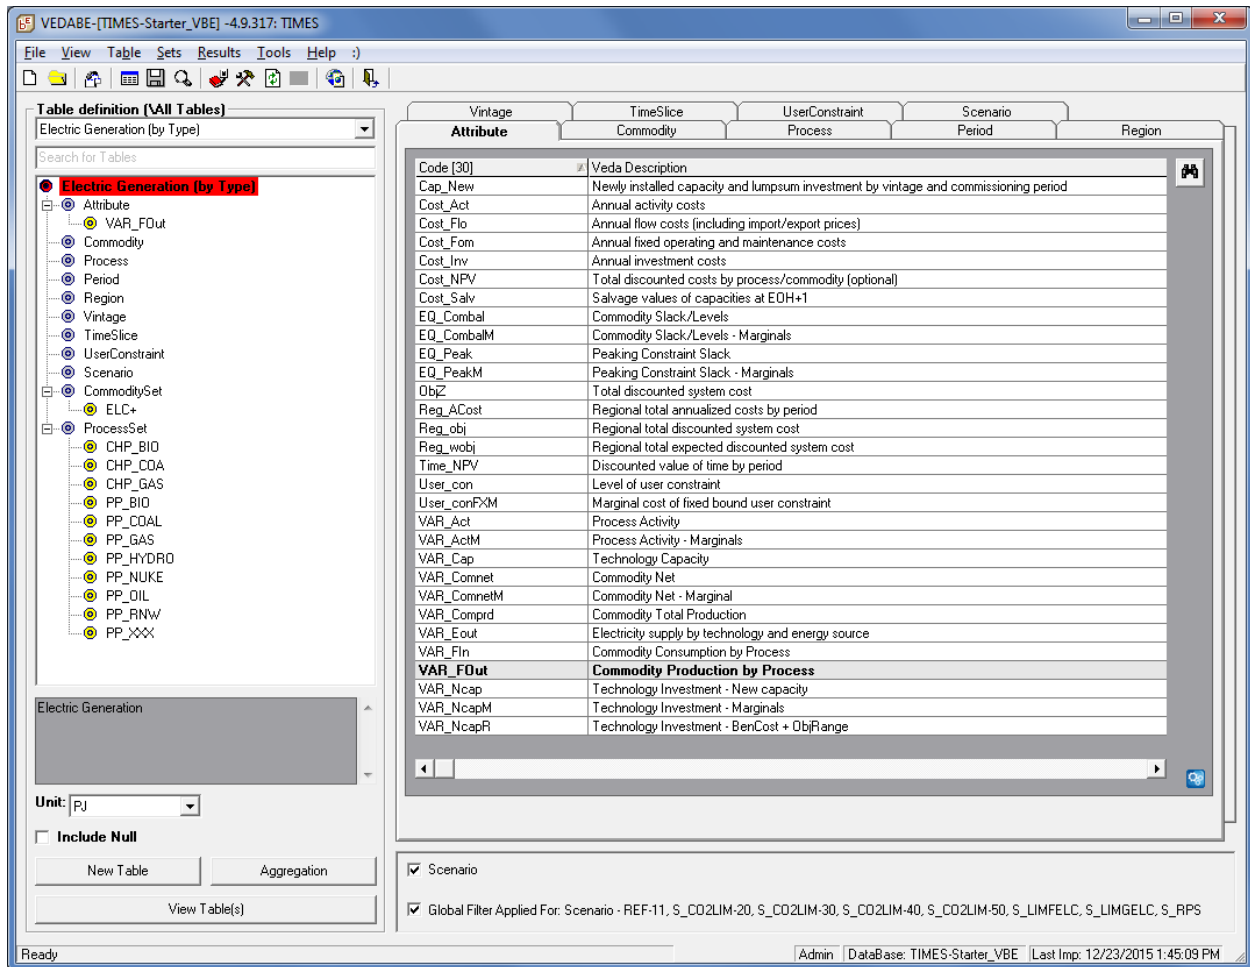 VEDABE-[TIMES-Starter_VBE] -4.9.317: TIMES
File View Table Sets Results Tools Help :)
Table definition (\All Tables)
Electric Generation (by Type)
Search for Tables
Electric Generation (by Type)
Attribute
VAR_FOut
Commodity
Process
Period
Region
Vintage
TimeSlice
UserConstraint
Scenario
CommoditySet
ELC+
ProcessSet
CHP_BIO
CHP_COA
CHP_GAS
PP_BIO
PP_COAL
PP_GAS
PP_HYDRO
PP_NUKE
PP_OIL
PP_RNW
PP_XXX
Electric Generation
Unit: PJ
Include Null
New Table Aggregation
View Table(s)
Vintage TimeSlice UserConstraint Scenario
Attribute Commodity Process Period Region
Code [30] Veda Description
Cap_New Newly installed capacity and lumpsum investment by vintage and commissioning period
Cost_Act Annual activity costs
Cost_Flo Annual flow costs (including import/export prices)
Cost_Fom Annual fixed operating and maintenance costs
Cost_Inv Annual investment costs
Cost_NPV Total discounted costs by process/commodity (optional)
Cost_Salv Salvage values of capacities at EOH+1
EQ_Combal Commodity Slack/Levels
EQ_CombalM Commodity Slack/Levels - Marginals
EQ_Peak Peaking Constraint Slack
EQ_PeakM Peaking Constraint Slack - Marginals
ObjZ Total discounted system cost
Reg_ACost Regional total annualized costs by period
Reg_obj Regional total discounted system cost
Reg_wobj Regional total expected discounted system cost
Time_NPV Discounted value of time by period
User_con Level of user constraint
User_conFXM Marginal cost of fixed bound user constraint
VAR_Act Process Activity
VAR_ActM Process Activity - Marginals
VAR_Cap Technology Capacity
VAR_Comnet Commodity Net
VAR_ComnetM Commodity Net - Marginal
VAR_Comprd Commodity Total Production
VAR_Eout Electricity supply by technology and energy source
VAR_FIn Commodity Consumption by Process
VAR_FOut Commodity Production by Process
VAR_Ncap Technology Investment - New capacity
VAR_NcapM Technology Investment - Marginals
VAR_NcapR Technology Investment - BenCost + ObjRange
Scenario
Global Filter Applied For: Scenario - REF-11, S_CO2LIM-20, S_CO2LIM-30, S_CO2LIM-40, S_CO2LIM-50, S_LIMFELC, S_LIMGELC, S_RPS
Ready Admin DataBase: TIMES-Starter_VBE Last Imp: 12/23/2015 1:45:09 PM